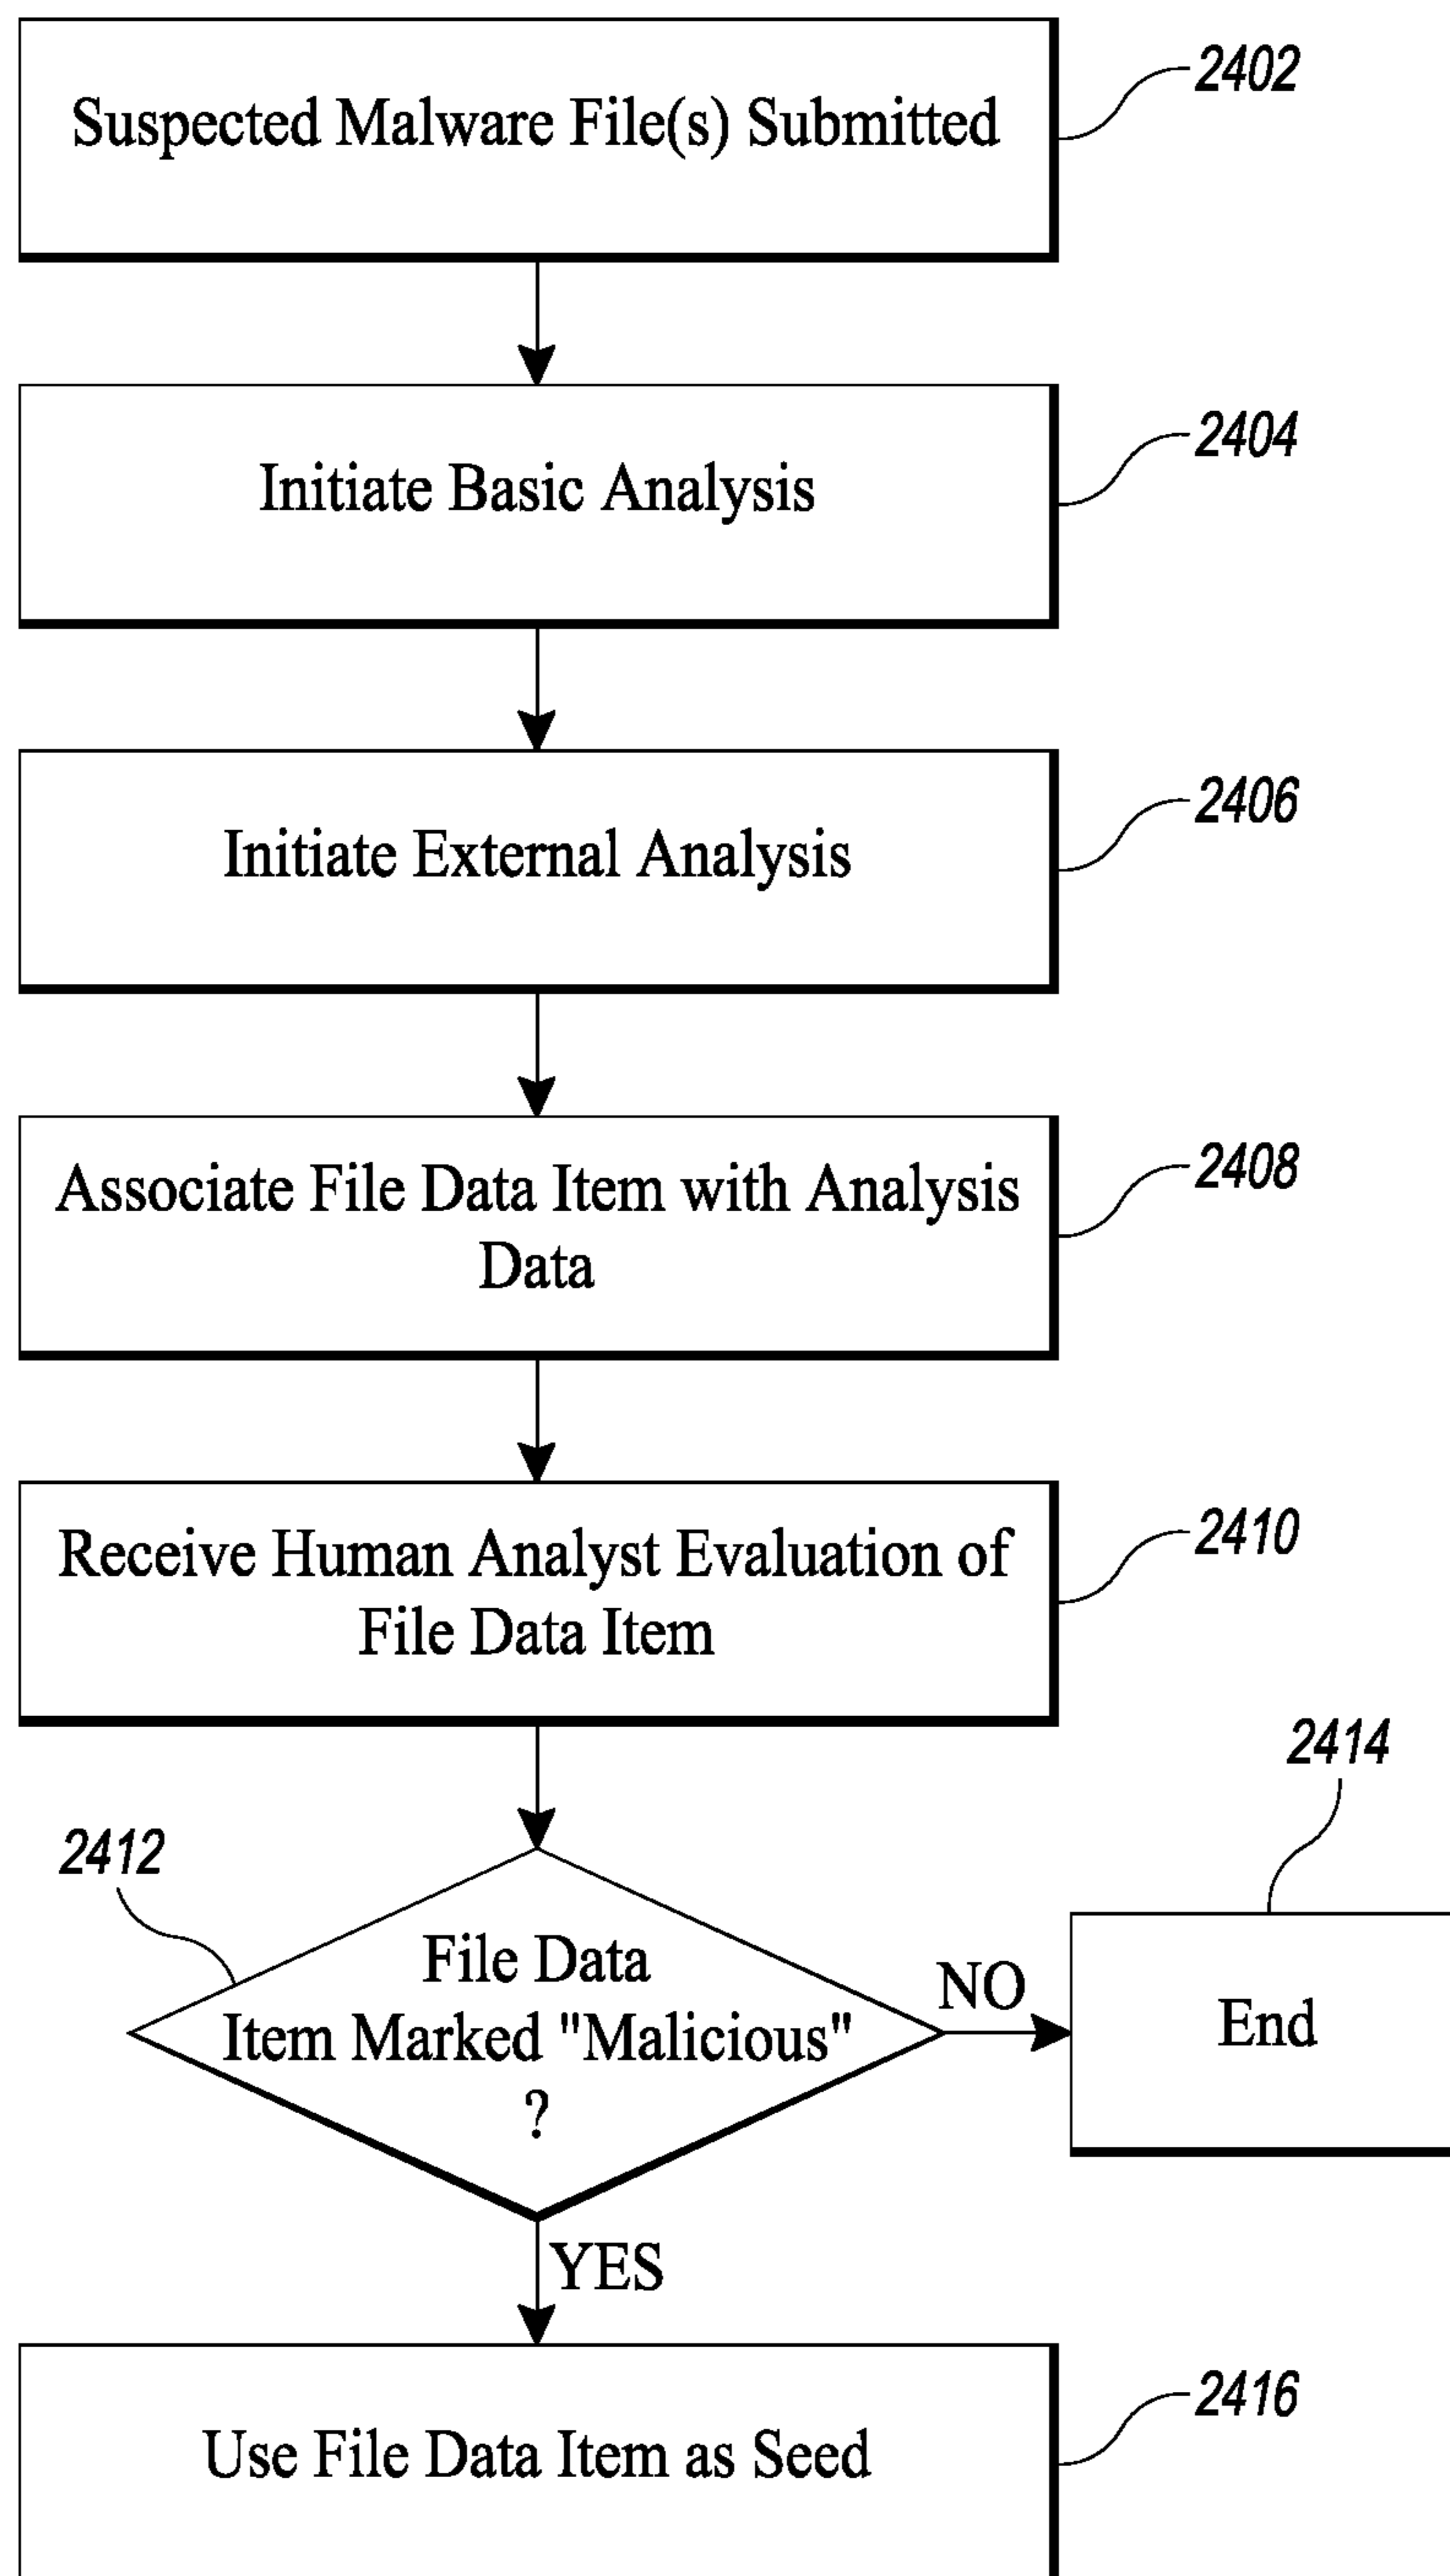 Suspected Malware File(s) Submitted
2402
Initiate Basic Analysis
2404
Initiate External Analysis
2406
Associate File Data Item with Analysis
Data
2408
Receive Human Analyst Evaluation of
File Data Item
2410
2412
File Data
Item Marked "Malicious"
?
NO
2414
End
YES
Use File Data Item as Seed
2416